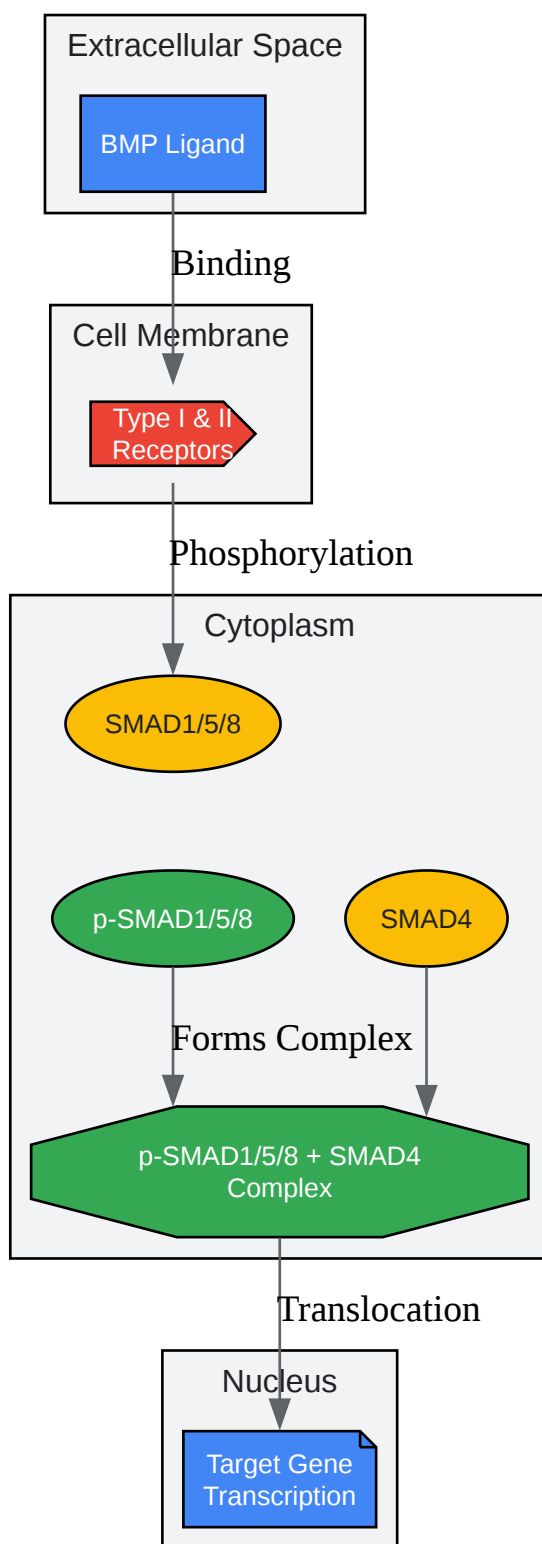 Extracellular Space
BMP Ligand
Binding
Cell Membrane
Type I & II
Receptors
Phosphorylation
Cytoplasm
SMAD1/5/8
p-SMAD1/5/8
SMAD4
Forms Complex
p-SMAD1/5/8 + SMAD4
Complex
Translocation
Nucleus
Target Gene
Transcription